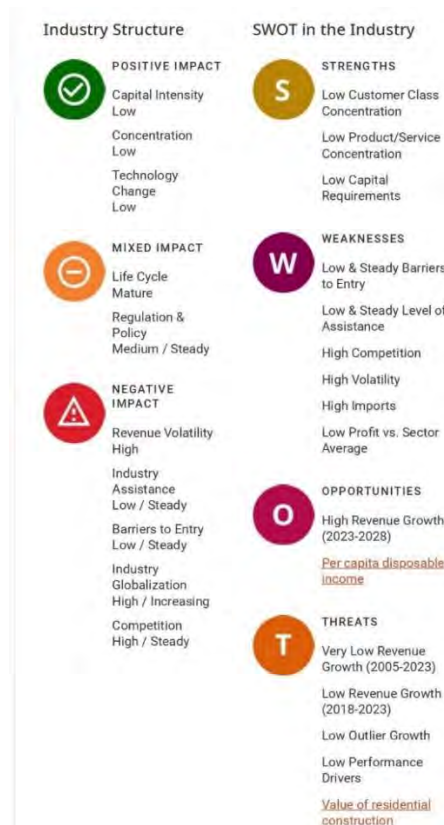 Industry Structure
POSITIVE IMPACT
Capital Intensity
Low
Concentration
Low
Technology
Change
Low
MIXED IMPACT
Life Cycle
Mature
Regulation &
Policy
Medium / Steady
NEGATIVE
IMPACT
Revenue Volatility
High
Industry
Assistance
Low / Steady
Barriers to Entry
Low / Steady
Industry
Globalization
High / Increasing
Competition
High / Steady
SWOT in the Industry
S
STRENGTHS
Low Customer Class
Concentration
Low Product/Service
Concentration
Low Capital
Requirements
W
WEAKNESSES
Low & Steady Barriers
to Entry
Low & Steady Level of
Assistance
High Competition
High Volatility
High Imports
Low Profit vs. Sector
Average
O
OPPORTUNITIES
High Revenue Growth
(2023-2028)
Per capita disposable
income
T
THREATS
Very Low Revenue
Growth (2005-2023)
Low Revenue Growth
(2018-2023)
Low Outlier Growth
Low Performance
Drivers
Value of residential
construction